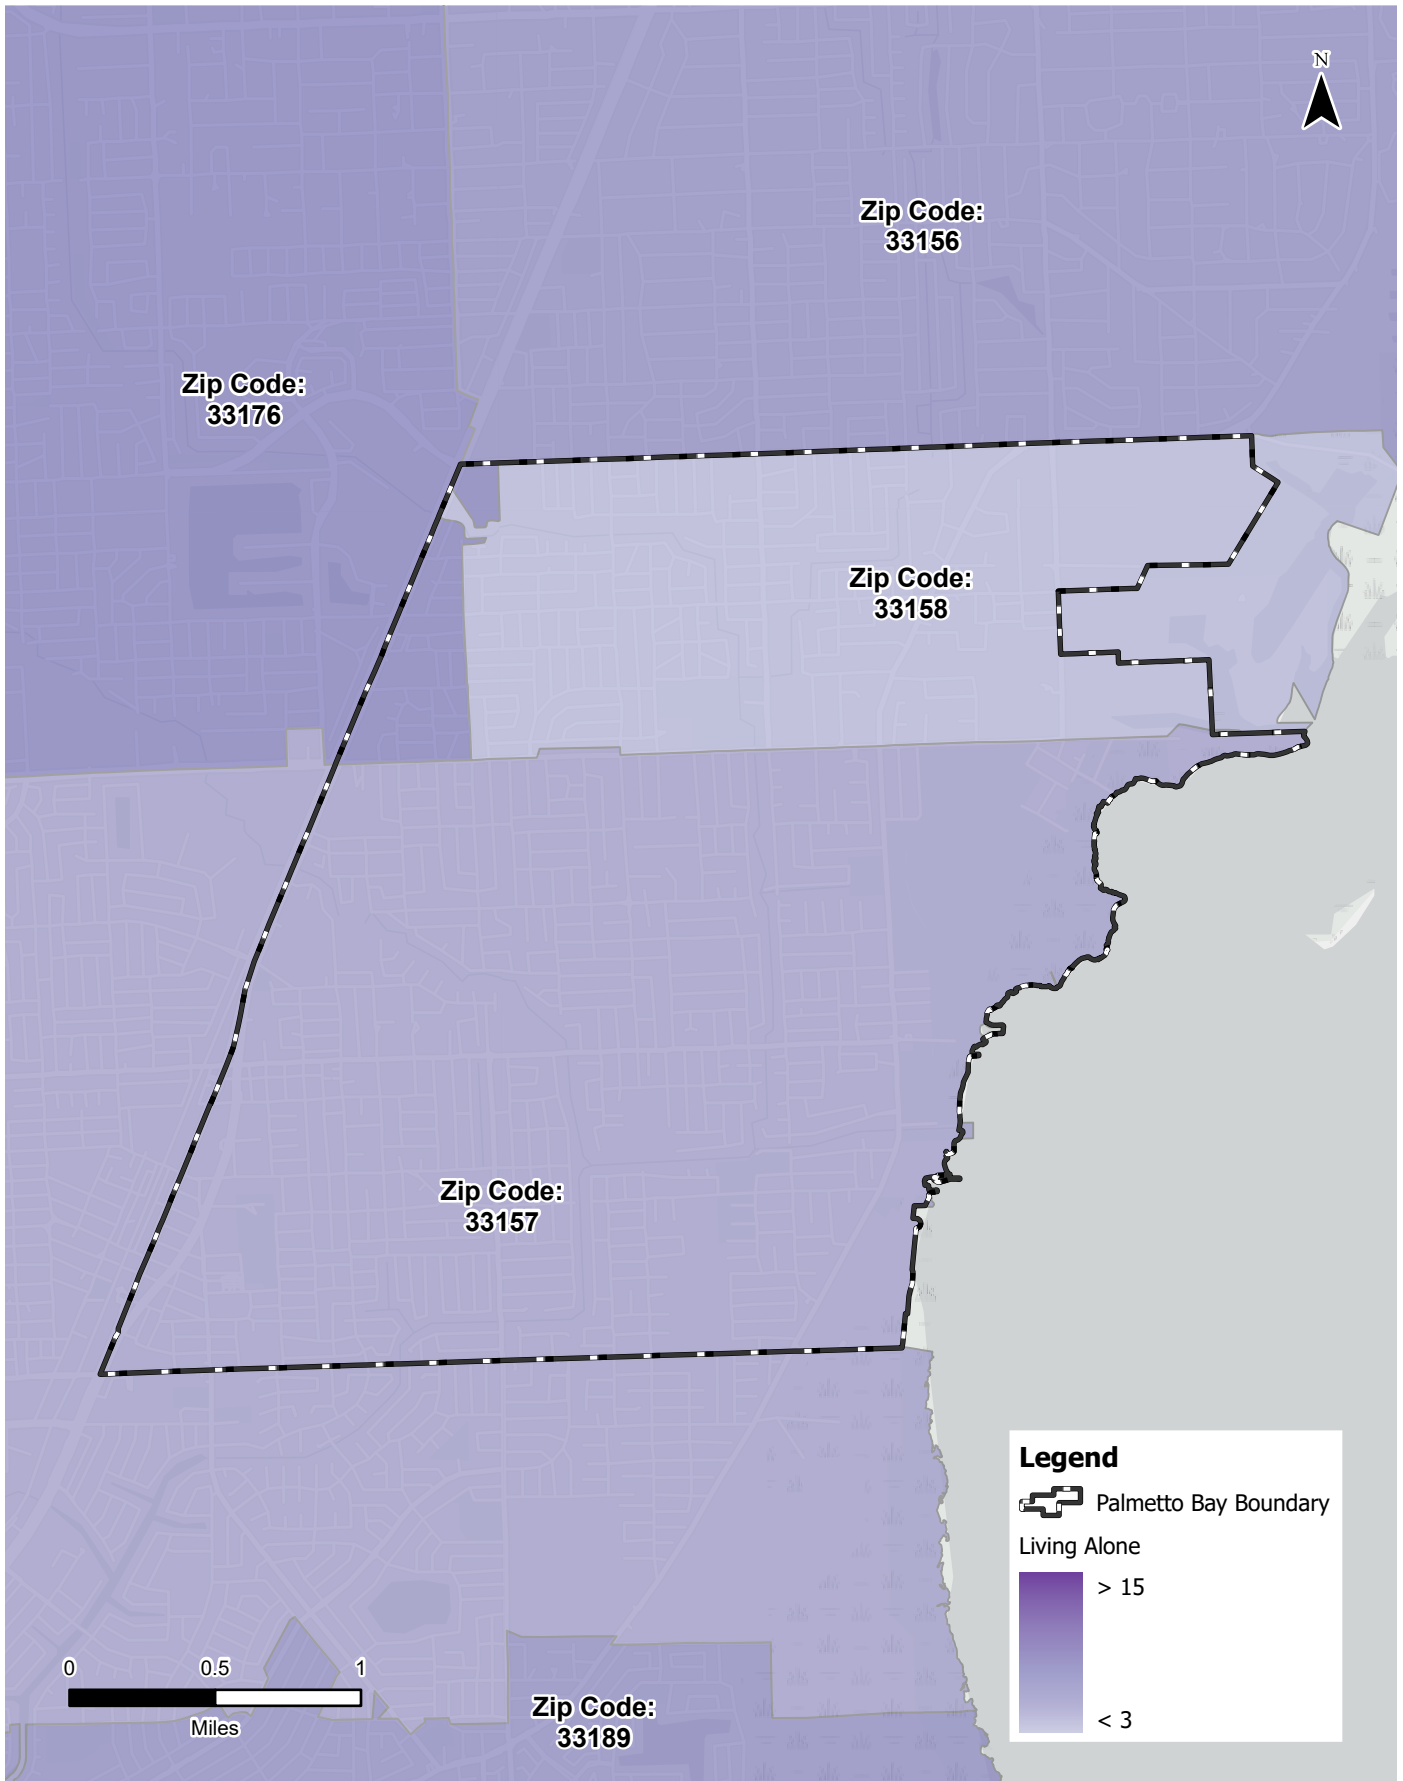 N
Zip Code:
33156
Zip Code:
33176
Zip Code:
33158
Zip Code:
33157
Legend
Palmetto Bay Boundary
Living Alone
> 15
< 3
0 0.5 1
Miles
Zip Code:
33189